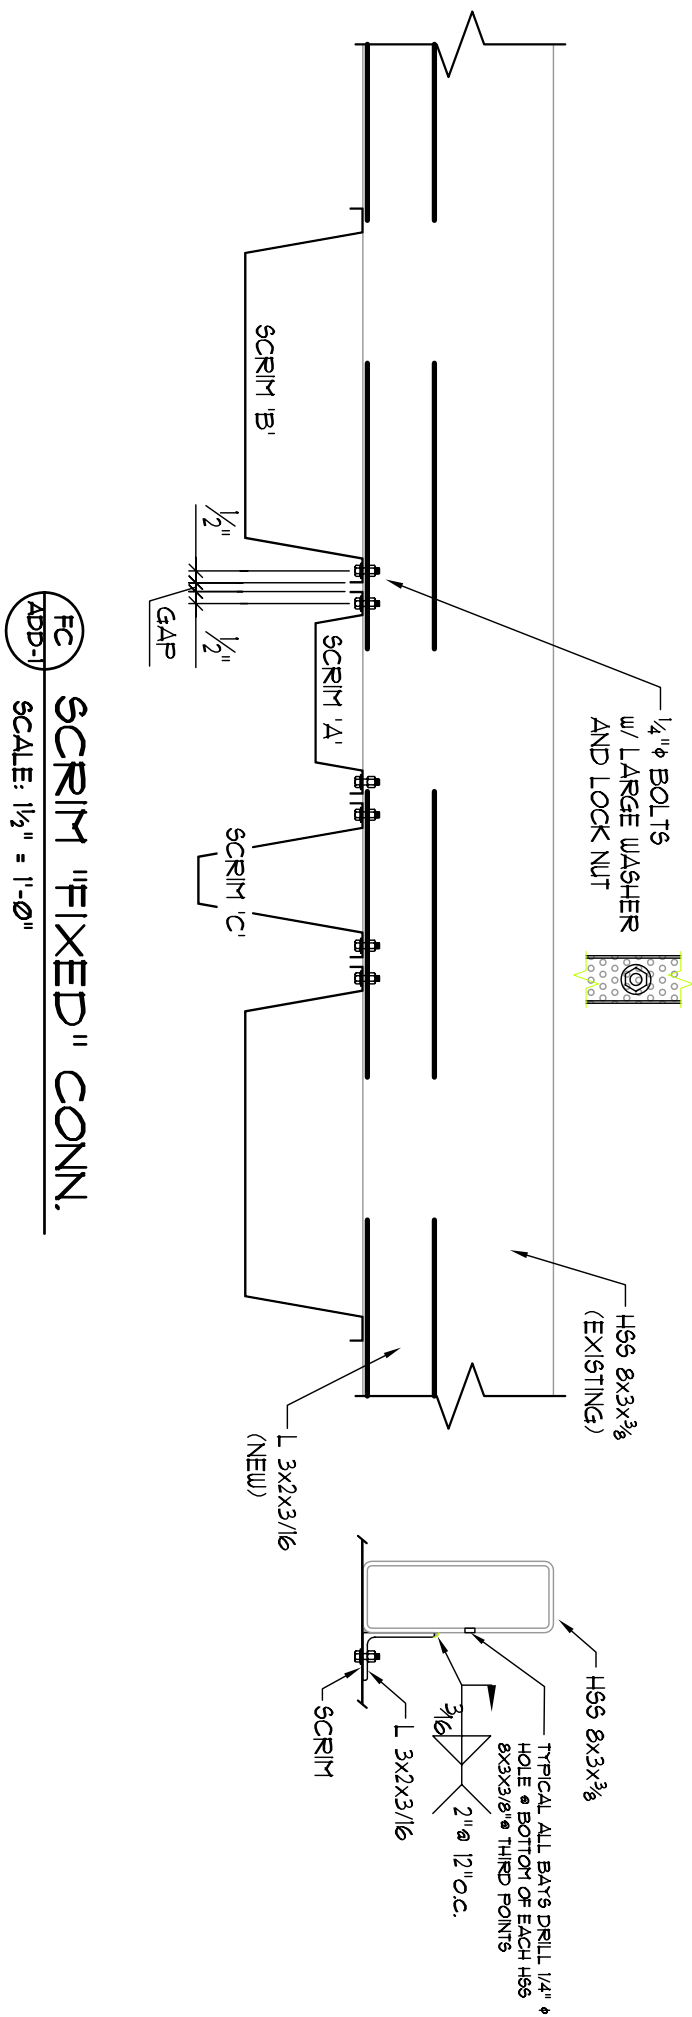 1/4"ϕ BOLTS
W/ LARGE WASHER
AND LOCK NUT
HSS 8x3x3/8
(EXISTING)
L 3x2x3/16
(NEW)
SCRIM 'B'
SCRIM 'A'
SCRIM 'C'
1/2"
1/2"
GAP
HSS 8x3x3/8
TYPICAL ALL BAYS DRILL 1/4" ϕ
HOLE @ BOTTOM OF EACH HSS
8X3X3/8"@ THIRD POINTS
3/16
2"@ 12"O.C.
L 3x2x3/16
SCRIM
FC
ADD-1
SCRIM "FIXED" CONN.
SCALE: 1½" = 1'-0"